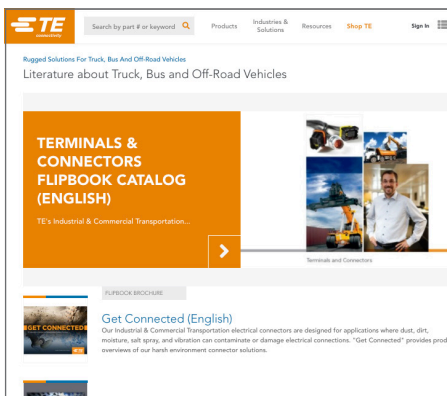 TE
connectivity
Search by part # or keyword
Products
Industries & Solutions
Resources
Shop TE
Sign In
Rugged Solutions For Truck, Bus And Off-Road Vehicles
Literature about Truck, Bus and Off-Road Vehicles
TERMINALS &
CONNECTORS
FLIPBOOK CATALOG
(ENGLISH)
TE's Industrial & Commercial Transportation...
Terminals and Connectors
FLIPBOOK BROCHURE
GET CONNECTED
Get Connected (English)
Our Industrial & Commercial Transportation electrical connectors are designed for applications where dust, dirt,
moisture, salt spray, and vibration can contaminate or damage electrical connections. "Get Connected" provides prod
overviews of our harsh environment connector solutions.